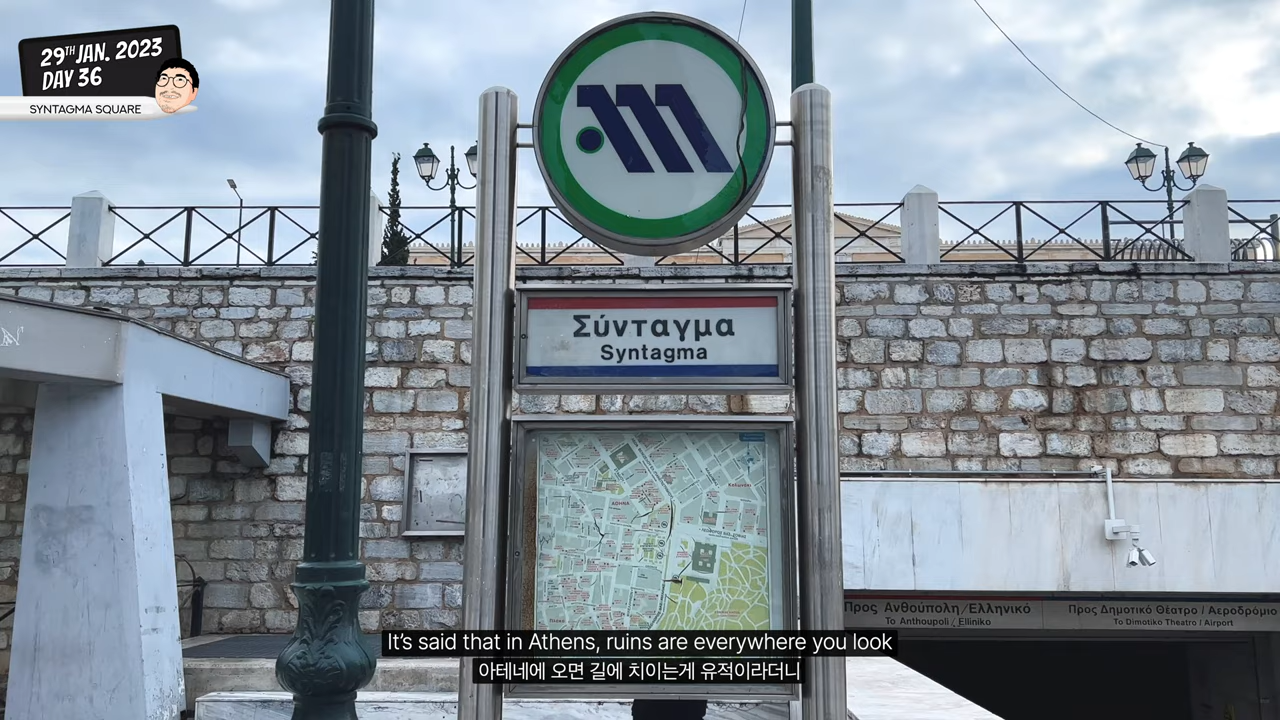 29TH JAN. 2023
DAY 36
SYNTAGMA SQUARE
Σύνταγμα
Syntagma
ΑΘΗΝΑ
Προς Ανθούπολη/Ελληνικό
To Anthoupoli / Elliniko
Προς Δημοτικό Θέατρο / Αεροδρόμιο
To Dimotiko Theatro / Airport
It's said that in Athens, ruins are everywhere you look
아테네에 오면 길에 치이는게 유적이라더니